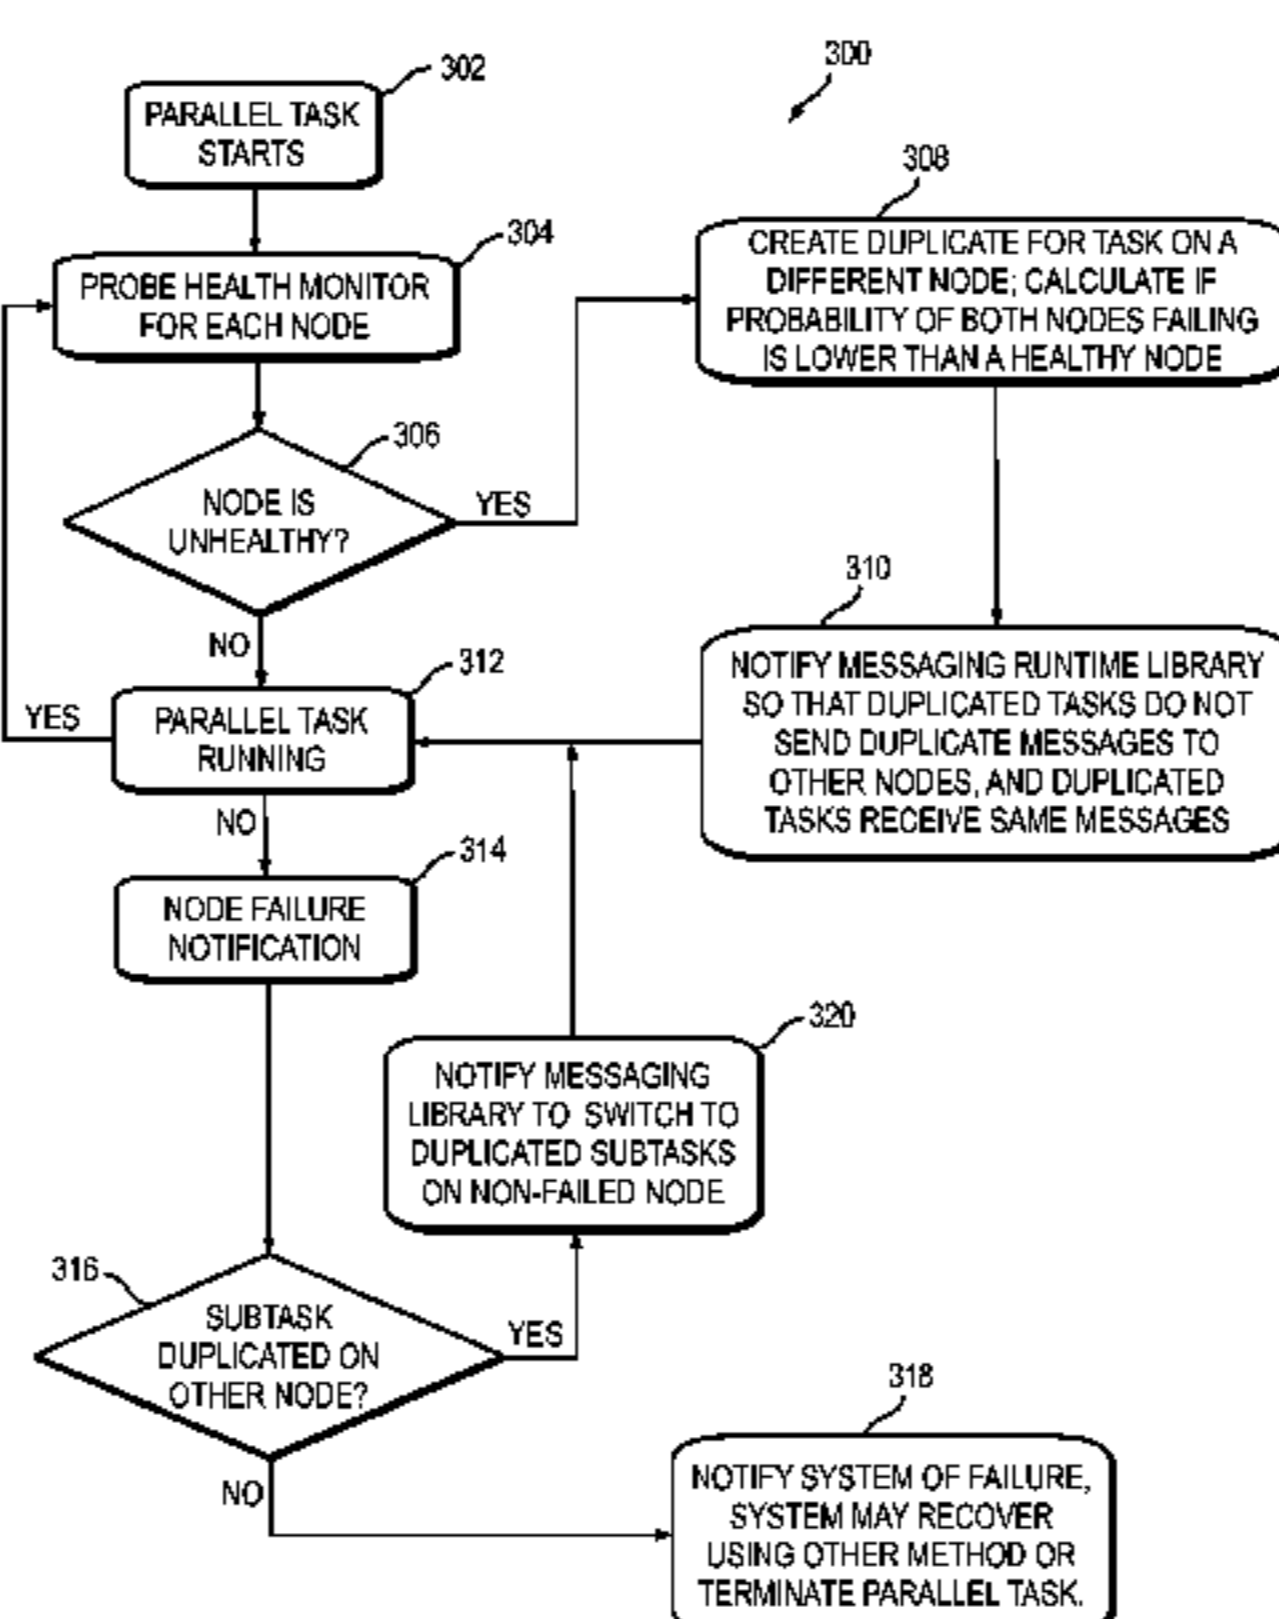 300
302
PARALLEL TASK
STARTS
304
PROBE HEALTH MONITOR
FOR EACH NODE
306
NODE IS
UNHEALTHY?
YES
NO
308
CREATE DUPLICATE FOR TASK ON A
DIFFERENT NODE; CALCULATE IF
PROBABILITY OF BOTH NODES FAILING
IS LOWER THAN A HEALTHY NODE
310
NOTIFY MESSAGING RUNTIME LIBRARY
SO THAT DUPLICATED TASKS DO NOT
SEND DUPLICATE MESSAGES TO
OTHER NODES, AND DUPLICATED
TASKS RECEIVE SAME MESSAGES
312
PARALLEL TASK
RUNNING
YES
NO
314
NODE FAILURE
NOTIFICATION
316
SUBTASK
DUPLICATED ON
OTHER NODE?
YES
NO
320
NOTIFY MESSAGING
LIBRARY TO SWITCH TO
DUPLICATED SUBTASKS
ON NON-FAILED NODE
318
NOTIFY SYSTEM OF FAILURE,
SYSTEM MAY RECOVER
USING OTHER METHOD OR
TERMINATE PARALLEL TASK.